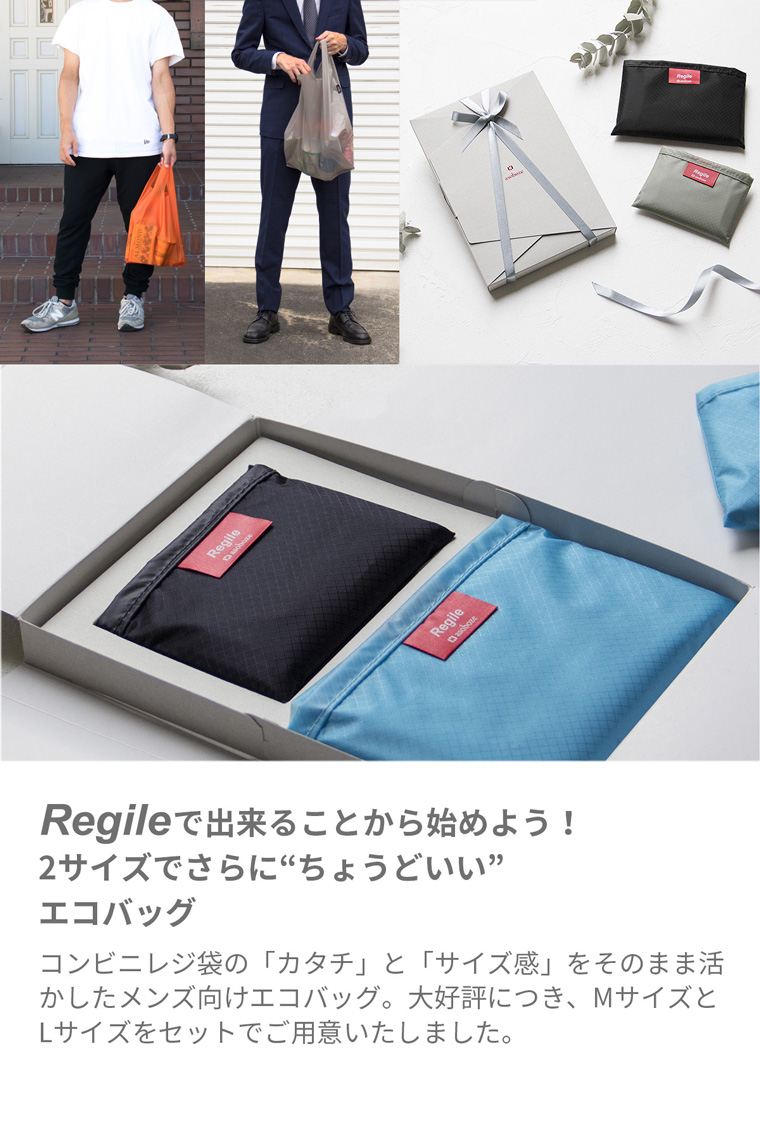 Regile
asoboze
Regile
asoboze
asoboze
Regile
asoboze
Regile
asoboze
Regileで出来ることから始めよう！
2サイズでさらに“ちょうどいい”
エコバッグ
コンビニレジ袋の「カタチ」と「サイズ感」をそのまま活
かしたメンズ向けエコバッグ。大好評につき、Mサイズと
Lサイズをセットでご用意いたしました。